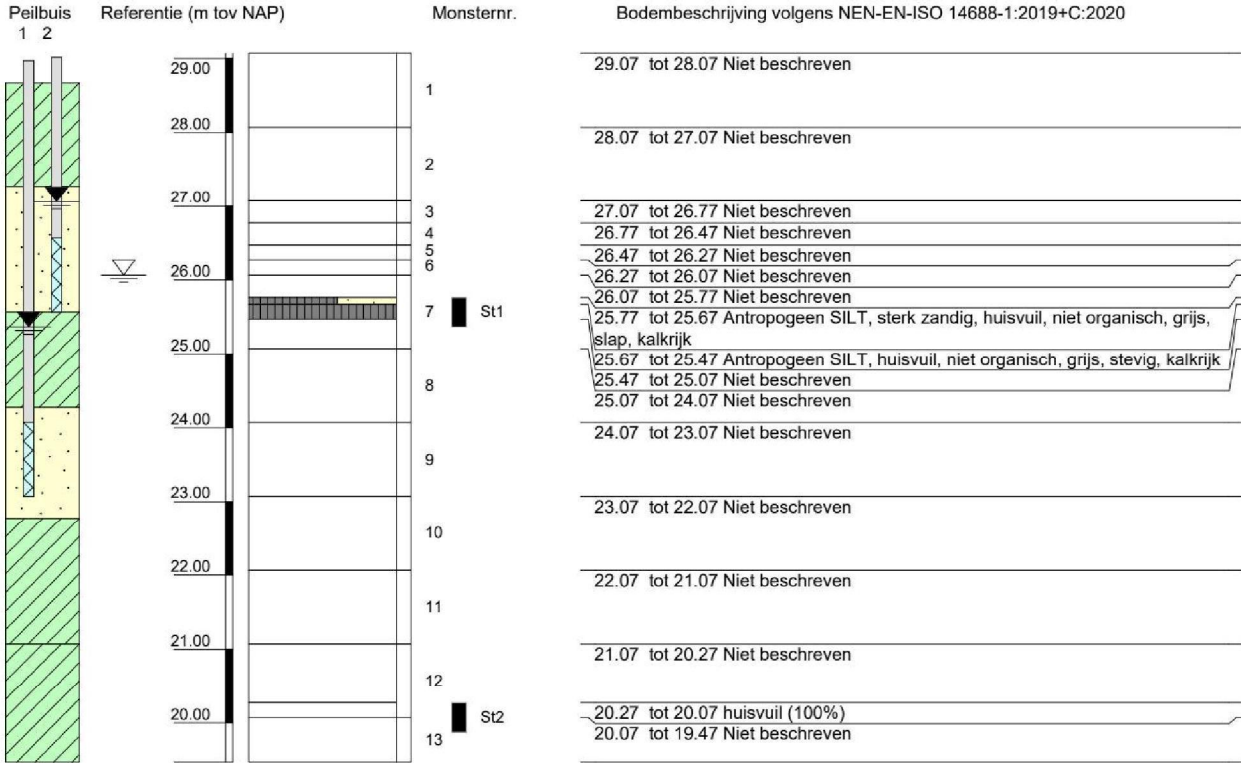 Peilbuis Referentie (m tov NAP) Monsternr. Bodembeschrijving volgens NEN-EN-ISO 14688-1:2019+C:2020
1 2
29.00 29.07 tot 28.07 Niet beschreven
1
28.00 28.07 tot 27.07 Niet beschreven
2
27.00 27.07 tot 26.77 Niet beschreven
3
26.77 tot 26.47 Niet beschreven
4
26.47 tot 26.27 Niet beschreven
5
26.00 26.27 tot 26.07 Niet beschreven
6
26.07 tot 25.77 Niet beschreven
7 St1 25.77 tot 25.67 Antropogeen SILT, sterk zandig, huisvuil, niet organisch, grijs,
slap, kalkrijk
25.00 25.67 tot 25.47 Antropogeen SILT, huisvuil, niet organisch, grijs, stevig, kalkrijk
8 25.47 tot 25.07 Niet beschreven
25.07 tot 24.07 Niet beschreven
24.00 24.07 tot 23.07 Niet beschreven
9
23.00 23.07 tot 22.07 Niet beschreven
10
22.00 22.07 tot 21.07 Niet beschreven
11
21.00 21.07 tot 20.27 Niet beschreven
12
20.00 St2 20.27 tot 20.07 huisvuil (100%)
13 20.07 tot 19.47 Niet beschreven